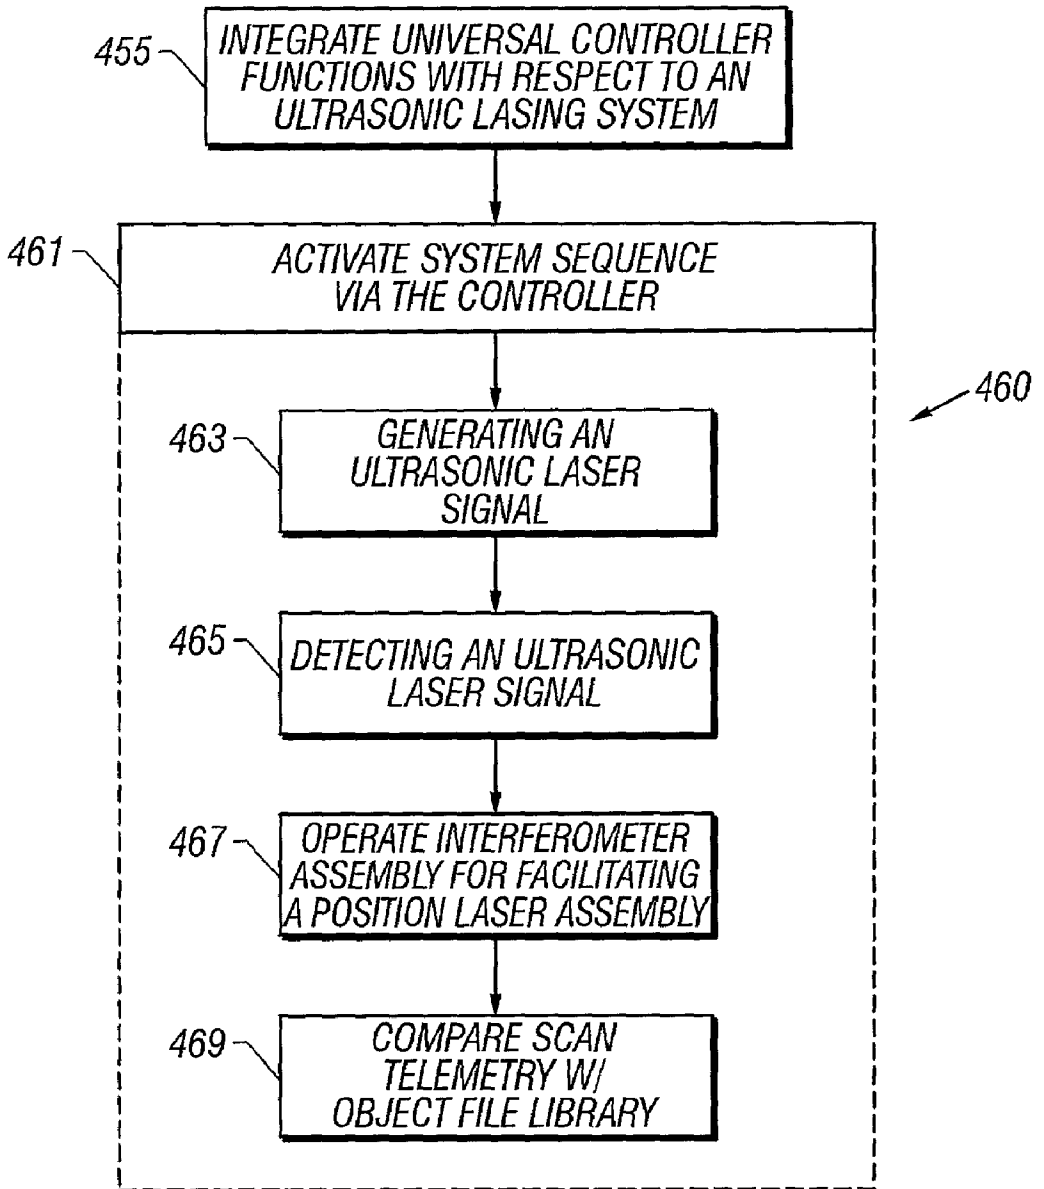 455
INTEGRATE UNIVERSAL CONTROLLER
FUNCTIONS WITH RESPECT TO AN
ULTRASONIC LASING SYSTEM
461
ACTIVATE SYSTEM SEQUENCE
VIA THE CONTROLLER
460
463
GENERATING AN
ULTRASONIC LASER
SIGNAL
465
DETECTING AN ULTRASONIC
LASER SIGNAL
467
OPERATE INTERFEROMETER
ASSEMBLY FOR FACILITATING
A POSITION LASER ASSEMBLY
469
COMPARE SCAN
TELEMETRY W/
OBJECT FILE LIBRARY